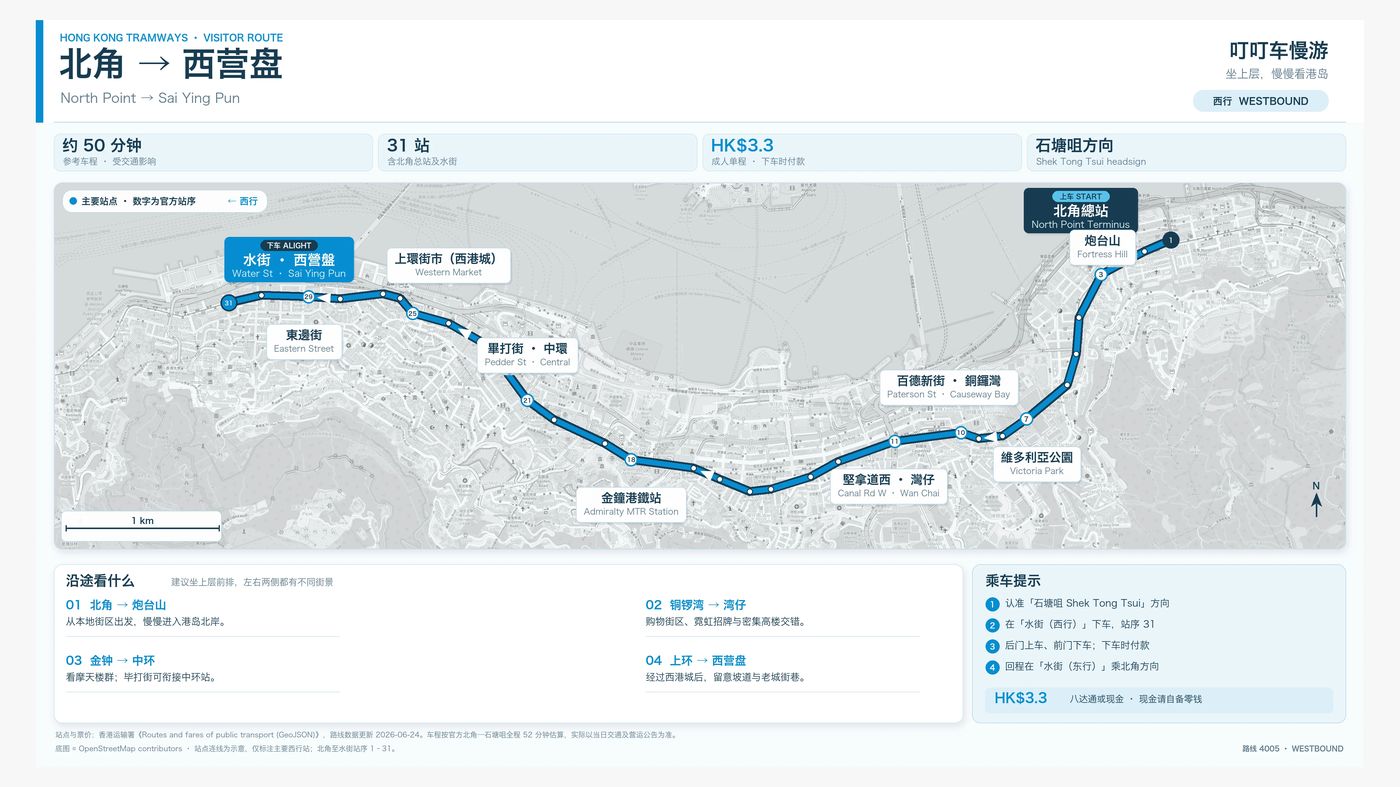 HONG KONG TRAMWAYS · VISITOR ROUTE
北角 → 西营盘
North Point → Sai Ying Pun
叮叮车慢游
坐上层，慢慢看港岛
西行 WESTBOUND
约 50 分钟
参考车程 · 受交通影响
31 站
含北角总站及水街
HK$3.3
成人单程 · 下车时付款
石塘咀方向
Shek Tong Tsui headsign
主要站点 · 数字为官方站序 ← 西行
上车 START
北角總站
North Point Terminus
炮台山
Fortress Hill
1
3
下车 ALIGHT
水街 · 西營盤
Water St · Sai Ying Pun
上環街市（西港城）
Western Market
31
29
25
東邊街
Eastern Street
畢打街 · 中環
Pedder St · Central
21
百德新街 · 銅鑼灣
Paterson St · Causeway Bay
7
10
11
18
維多利亞公園
Victoria Park
堅拿道西 · 灣仔
Canal Rd W · Wan Chai
金鐘港鐵站
Admiralty MTR Station
N
1 km
沿途看什么 建议坐上层前排，左右两侧都有不同街景
01 北角 → 炮台山
从本地街区出发，慢慢进入港岛北岸。
02 铜锣湾 → 湾仔
购物街区、霓虹招牌与密集高楼交错。
03 金钟 → 中环
看摩天楼群；毕打街可衔接中环站。
04 上环 → 西营盘
经过西港城后，留意坡道与老城街巷。
乘车提示
1 认准「石塘咀 Shek Tong Tsui」方向
2 在「水街（西行）」下车，站序 31
3 后门上车、前门下车；下车时付款
4 回程在「水街（东行）」乘北角方向
HK$3.3 八达通或现金 · 现金请自备零钱
站点与票价：香港运输署《Routes and fares of public transport (GeoJSON)》，路线数据更新 2026-06-24。车程按官方北角—石塘咀全程 52 分钟估算，实际以当日交通及营运公告为准。
底图 © OpenStreetMap contributors · 站点连线为示意，仅标注主要西行站；北角至水街站序 1 - 31。
路线 4005 · WESTBOUND